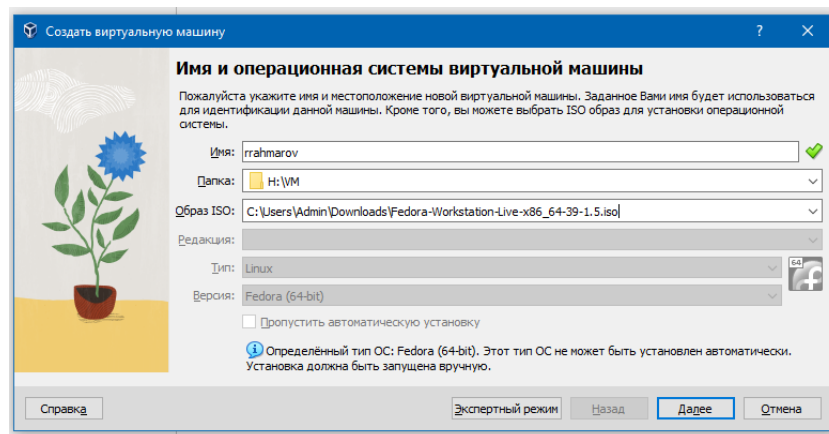 Создать виртуальную машину
Имя и операционная системы виртуальной машины
Пожалуйста укажите имя и местоположение новой виртуальной машины. Заданное Вами имя будет использоваться
для идентификации данной машины. Кроме того, вы можете выбрать ISO образ для установки операционной
системы.
Имя: rrahmarov
Папка: H:\VM
Образ ISO: C:\Users\Admin\Downloads\Fedora-Workstation-Live-x86_64-39-1.5.iso
Редакция:
Тип: Linux
64
Версия: Fedora (64-bit)
Пропустить автоматическую установку
Определённый тип ОС: Fedora (64-bit). Этот тип ОС не может быть установлен автоматически.
Установка должна быть запущена вручную.
Справка Экспертный режим Назад Далее Отмена